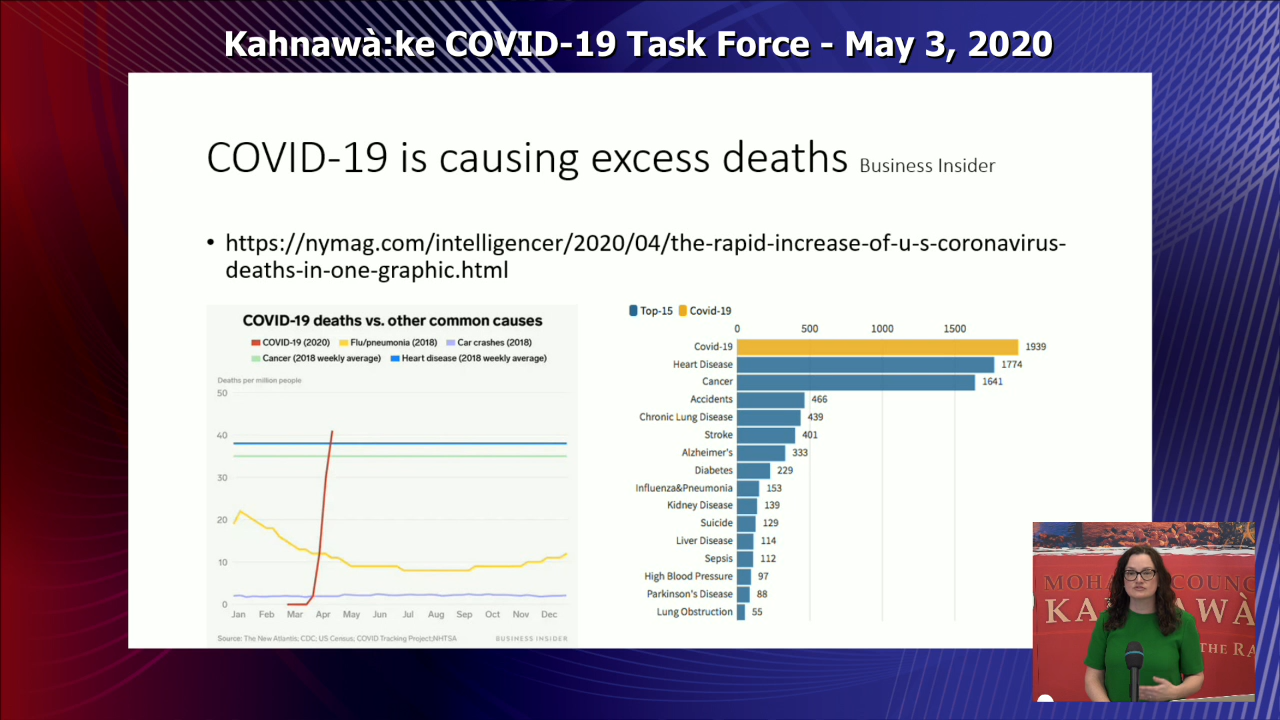 Kahnawà:ke COVID-19 Task Force - May 3, 2020
COVID-19 is causing excess deaths Business Insider
• https://nymag.com/intelligencer/2020/04/the-rapid-increase-of-u-s-coronavirus-
deaths-in-one-graphic.html
COVID-19 deaths vs. other common causes
COVID-19 (2020) Flu/pneumonia (2018) Car crashes (2018)
Cancer (2018 weekly average) Heart disease (2018 weekly average)
Deaths per million people
50
40
30
20
10
0
Jan Feb Mar Apr May Jun Jul Aug Sep Oct Nov Dec
Source: The New Atlantis; CDC; US Census; COVID Tracking Project;NHTSA BUSINESS INSIDER
Top-15 Covid-19
0 500 1000 1500
Covid-19 1939
Heart Disease 1774
Cancer 1641
Accidents 466
Chronic Lung Disease 439
Stroke 401
Alzheimer's 333
Diabetes 229
Influenza&Pneumonia 153
Kidney Disease 139
Suicide 129
Liver Disease 114
Sepsis 112
High Blood Pressure 97
Parkinson's Disease 88
Lung Obstruction 55
MOHA COUNC
KA NAWÀ
THE RA